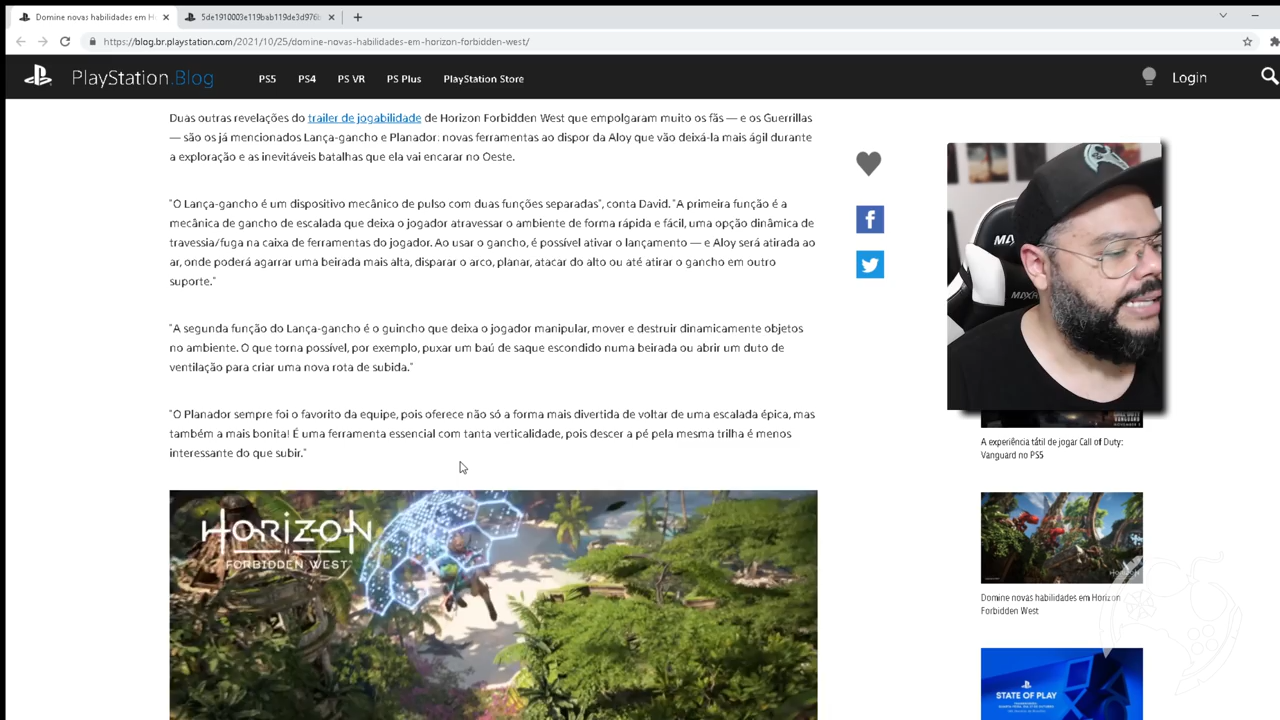 Domine novas habilidades em H
5de1910003e119bab119de3d976b
https://blog.br.playstation.com/2021/10/25/domine-novas-habilidades-em-horizon-forbidden-west/
PlayStation.Blog
PS5
PS4
PS VR
PS Plus
PlayStation Store
Login
Duas outras revelações do trailer de jogabilidade de Horizon Forbidden West que empolgaram muito os fãs — e os Guerrillas
— são os já mencionados Lança-gancho e Planador: novas ferramentas ao dispor da Aloy que vão deixá-la mais ágil durante
a exploração e as inevitáveis batalhas que ela vai encarar no Oeste.
"O Lança-gancho é um dispositivo mecânico de pulso com duas funções separadas", conta David. "A primeira função é a
mecânica de gancho de escalada que deixa o jogador atravessar o ambiente de forma rápida e fácil, uma opção dinâmica de
travessia/fuga na caixa de ferramentas do jogador. Ao usar o gancho, é possível ativar o lançamento — e Aloy será atirada ao
ar, onde poderá agarrar uma beirada mais alta, disparar o arco, planar, atacar do alto ou até atirar o gancho em outro
suporte."
"A segunda função do Lança-gancho é o guincho que deixa o jogador manipular, mover e destruir dinamicamente objetos
no ambiente. O que torna possível, por exemplo, puxar um baú de saque escondido numa beirada ou abrir um duto de
ventilação para criar uma nova rota de subida."
"O Planador sempre foi o favorito da equipe, pois oferece não só a forma mais divertida de voltar de uma escalada épica, mas
também a mais bonita! É uma ferramenta essencial com tanta verticalidade, pois descer a pé pela mesma trilha é menos
interessante do que subir."
HORIZON
FORBIDDEN WEST
A experiência tátil de jogar Call of Duty:
Vanguard no PS5
Domine novas habilidades em Horizon
Forbidden West
STATE OF PLAY